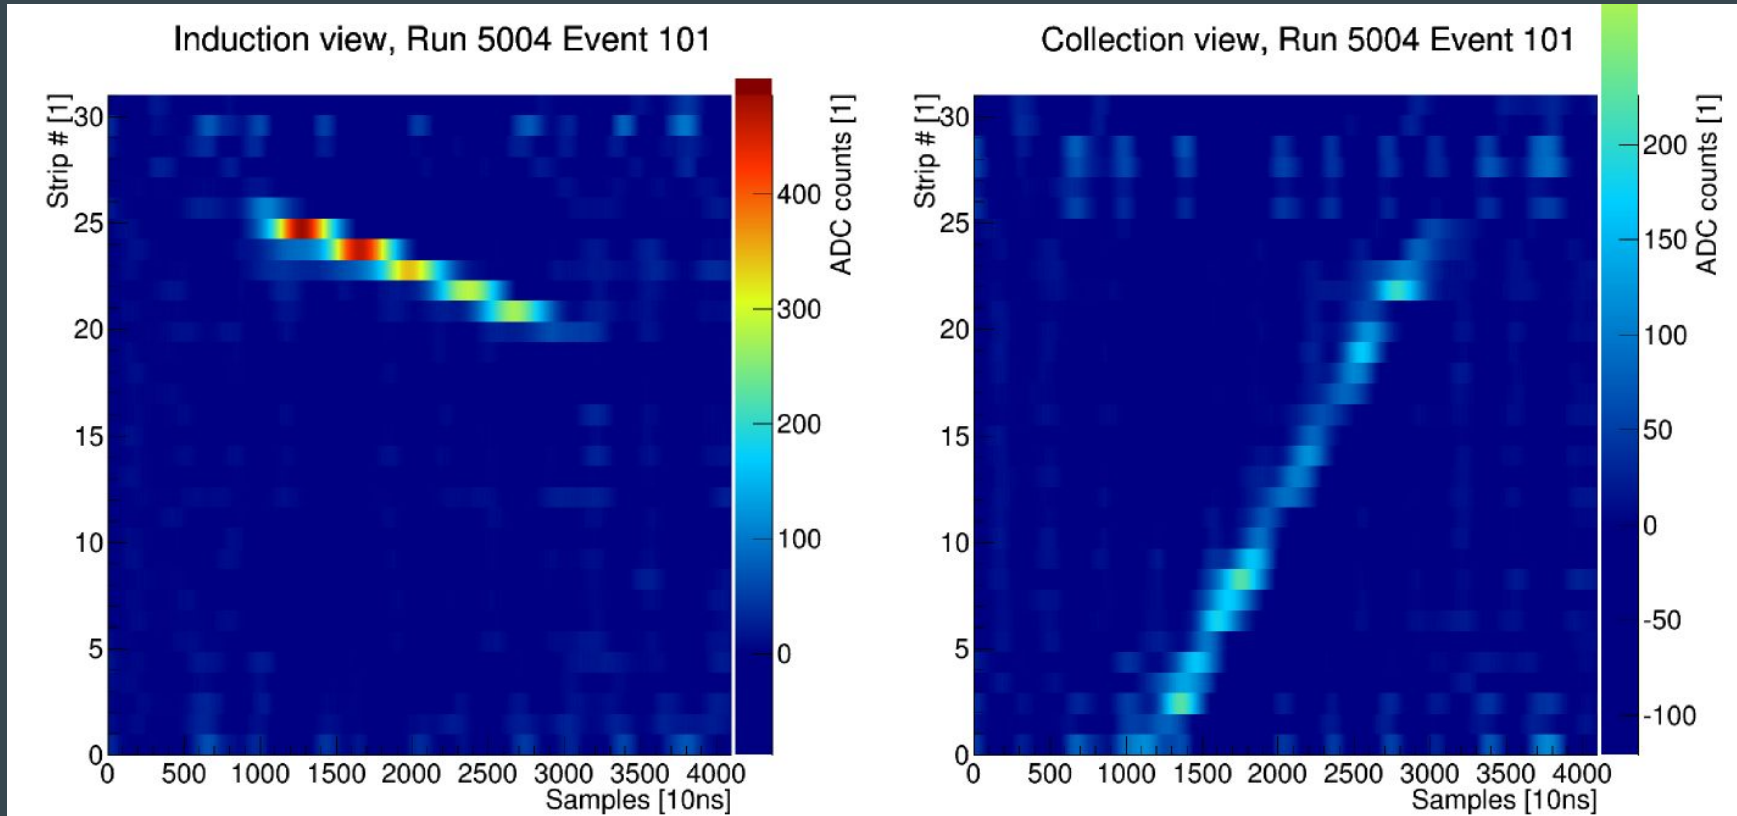 Induction view, Run 5004 Event 101
Strip # [1]
30
25
20
15
10
5
0
0 500 1000 1500 2000 2500 3000 3500 4000
Samples [10ns]
400
300
200
100
0
ADC counts [1]
Collection view, Run 5004 Event 101
Strip # [1]
30
25
20
15
10
5
0
0 500 1000 1500 2000 2500 3000 3500 4000
Samples [10ns]
200
150
100
50
0
-50
-100
ADC counts [1]